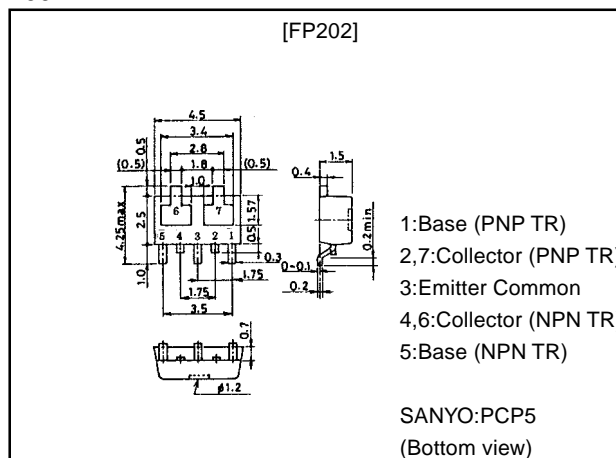 [FP202]
4.5
3.4
2.8
(0.5) 1.8 (0.5)
0.5
1.0
1.5
0.4
6 7
4.25max
2.5
1.57
0.5
5 4 3 2 1
0.2min
1.0
0.3
1.75
0~0.1
1.75
0.2
3.5
0.7
ø1.2
1:Base (PNP TR)
2,7:Collector (PNP TR)
3:Emitter Common
4,6:Collector (NPN TR
5:Base (NPN TR)
SANYO:PCP5
(Bottom view)